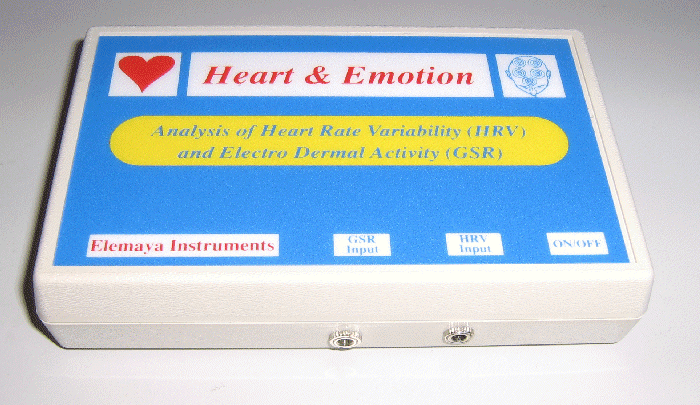 Heart & Emotion
Analysis of Heart Rate Variability (HRV)
and Electro Dermal Activity (GSR)
Elemaya Instruments
GSR
Input
HRV
Input
ON/OFF